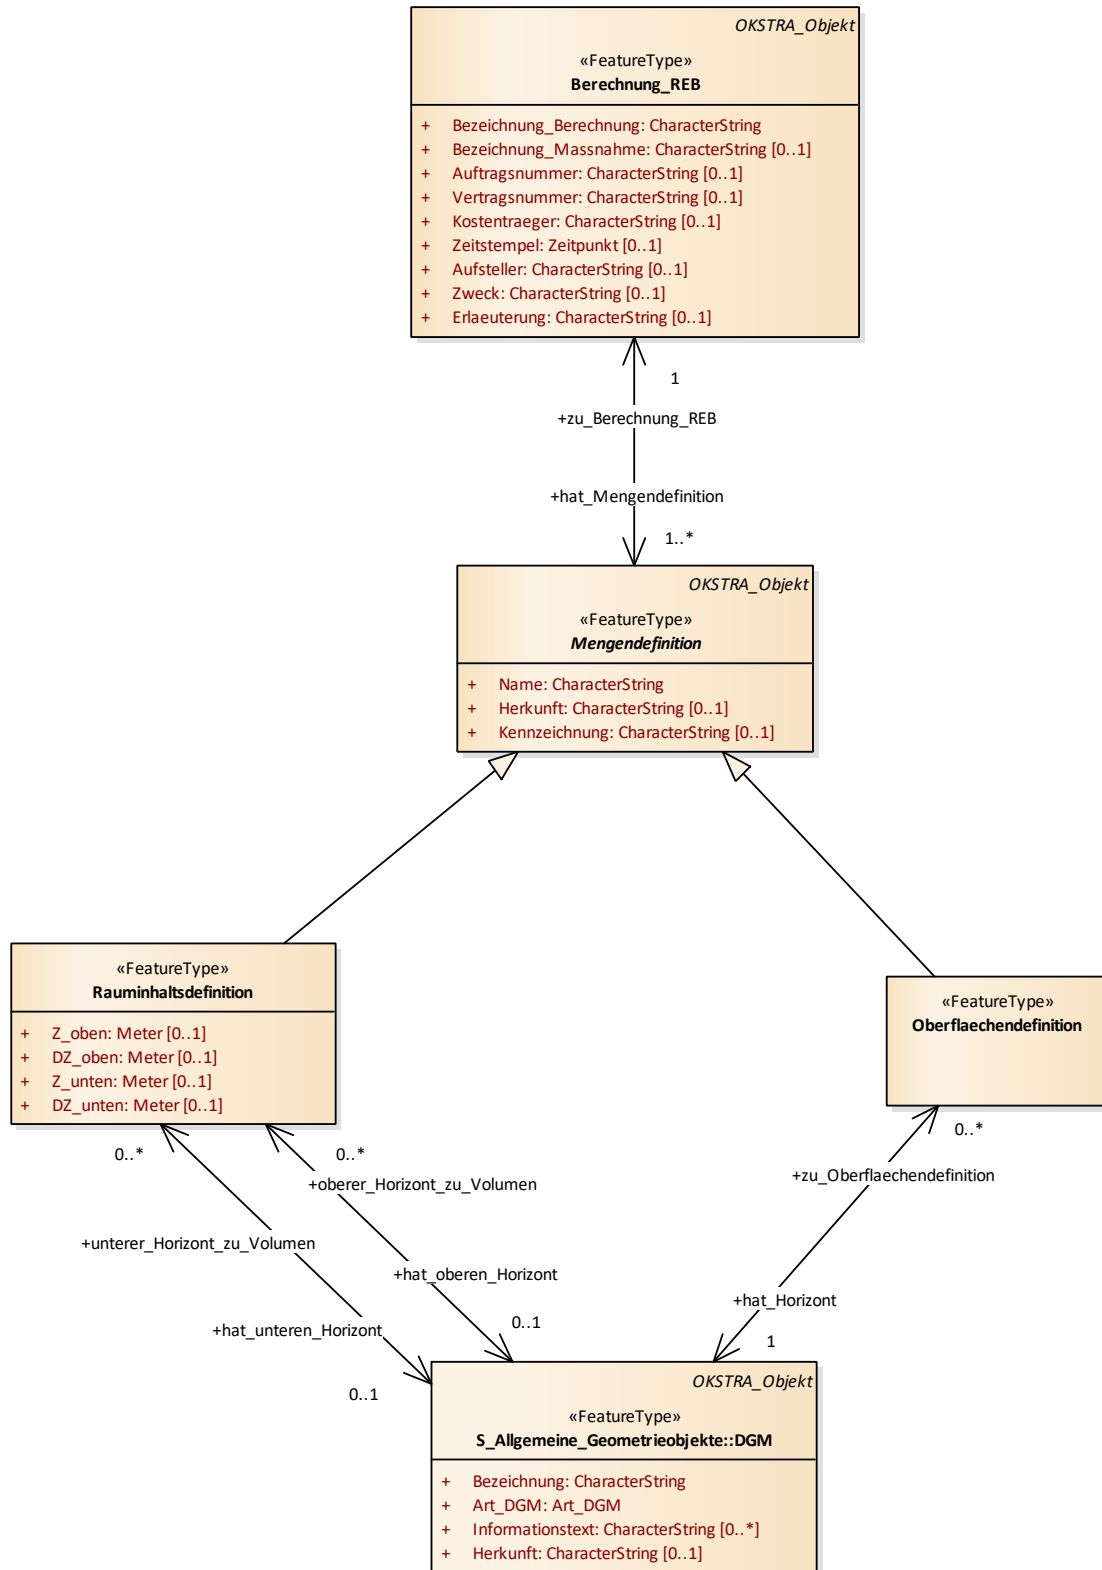 OKSTRA_Objekt
«FeatureType»
Berechnung_REB
+ Bezeichnung_Berechnung: CharacterString
+ Bezeichnung_Massnahme: CharacterString [0..1]
+ Auftragsnummer: CharacterString [0..1]
+ Vertragsnummer: CharacterString [0..1]
+ Kostentraeger: CharacterString [0..1]
+ Zeitstempel: Zeitpunkt [0..1]
+ Aufsteller: CharacterString [0..1]
+ Zweck: CharacterString [0..1]
+ Erlaeuterung: CharacterString [0..1]
1
+zu_Berechnung_REB
+hat_Mengendefinition
1..*
OKSTRA_Objekt
«FeatureType»
Mengendefinition
+ Name: CharacterString
+ Herkunft: CharacterString [0..1]
+ Kennzeichnung: CharacterString [0..1]
«FeatureType»
Rauminhaltsdefinition
+ Z_oben: Meter [0..1]
+ DZ_oben: Meter [0..1]
+ Z_unten: Meter [0..1]
+ DZ_unten: Meter [0..1]
«FeatureType»
Oberflaechendefinition
0..*
0..*
0..*
+oberer_Horizont_zu_Volumen
+zu_Oberflaechendefinition
+unterer_Horizont_zu_Volumen
+hat_oberen_Horizont
+hat_Horizont
+hat_unteren_Horizont
0..1
1
0..1
OKSTRA_Objekt
«FeatureType»
S_Allgemeine_Geometrieobjekte::DGM
+ Bezeichnung: CharacterString
+ Art_DGM: Art_DGM
+ Informationstext: CharacterString [0..*]
+ Herkunft: CharacterString [0..1]